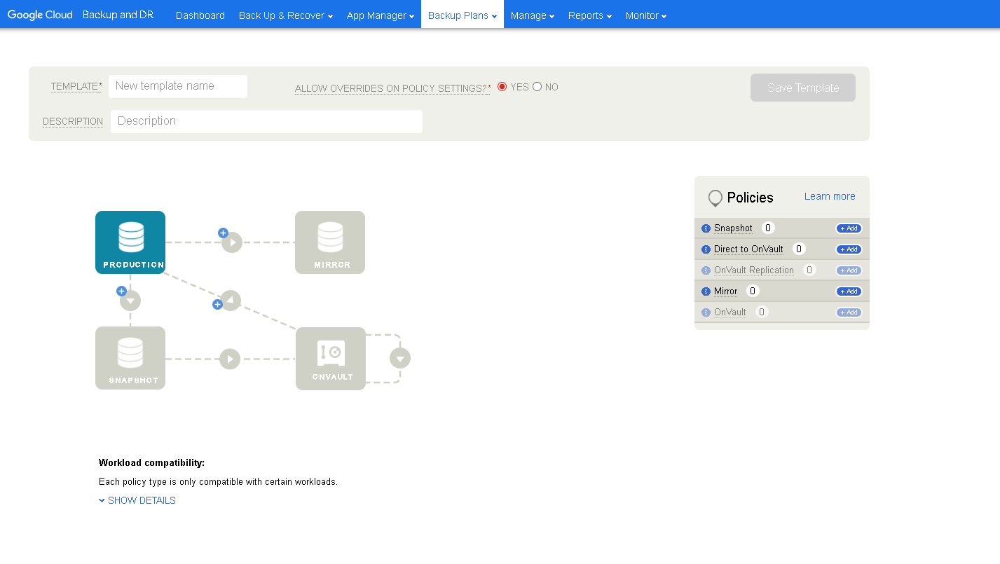 Google Cloud Backup and DR Dashboard Back Up & Recover App Manager Backup Plans Manage Reports Monitor
TEMPLATE* New template name ALLOW OVERRIDES ON POLICY SETTINGS?* YES NO Save Template
DESCRIPTION Description
Policies Learn more
Snapshot 0 + Add
Direct to OnVault 0 + Add
OnVault Replication 0 + Add
Mirror 0 + Add
OnVault 0 + Add
PRODUCTION MIRROR
SNAPSHOT ONVAULT
Workload compatibility:
Each policy type is only compatible with certain workloads.
SHOW DETAILS